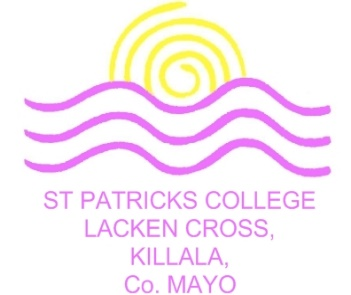 ST PATRICKS COLLEGE
LACKEN CROSS,
KILLALA,
Co. MAYO